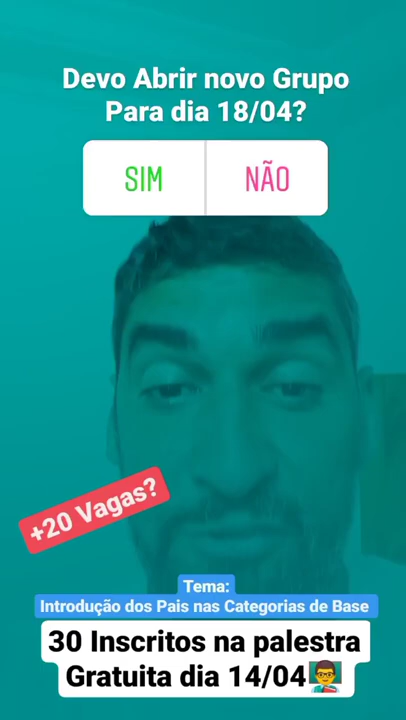 Devo Abrir novo Grupo
Para dia 18/04?
SIM NÃO
+20 Vagas?
Tema:
Introdução dos Pais nas Categorias de Base
30 Inscritos na palestra
Gratuita dia 14/04👨‍🏫